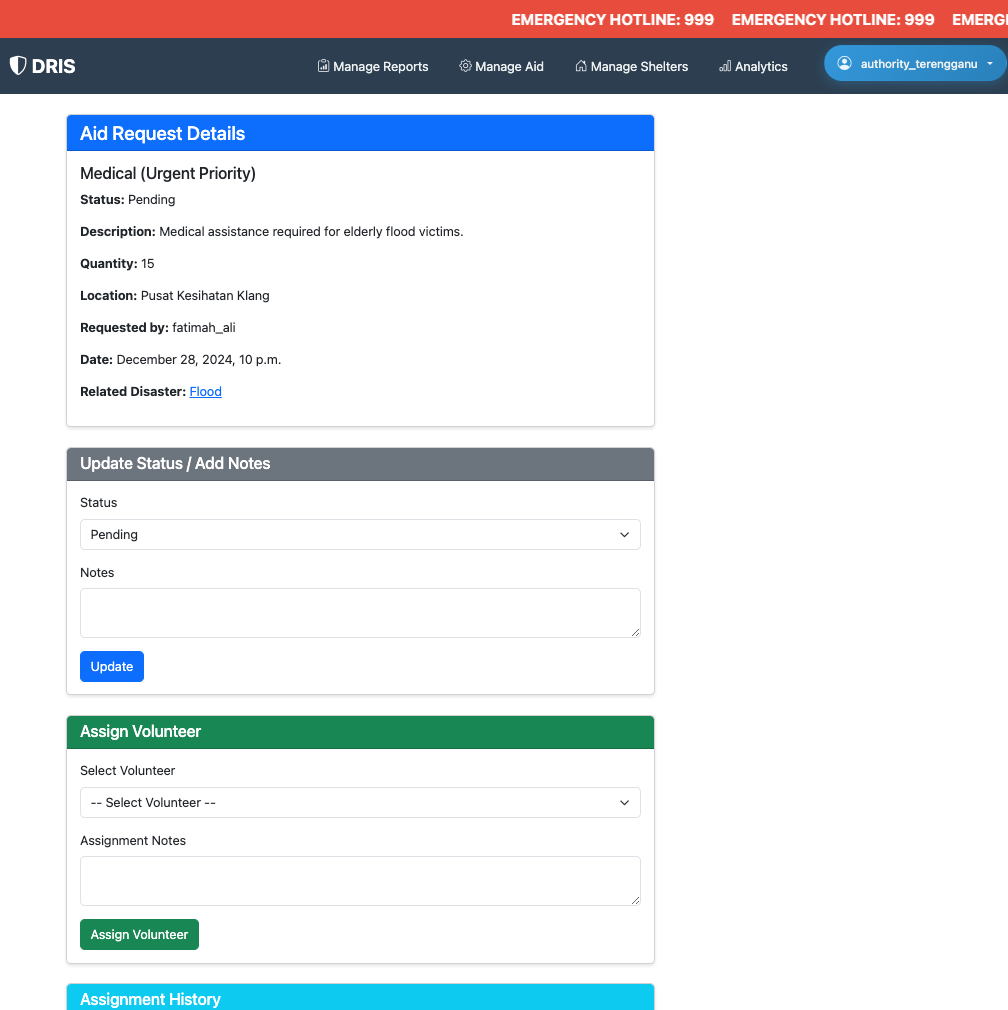 EMERGENCY HOTLINE: 999 EMERGENCY HOTLINE: 999
DRIS
Manage Reports Manage Aid Manage Shelters Analytics authority_terengganu
Aid Request Details
Medical (Urgent Priority)
Status: Pending
Description: Medical assistance required for elderly flood victims.
Quantity: 15
Location: Pusat Kesihatan Klang
Requested by: fatimah_ali
Date: December 28, 2024, 10 p.m.
Related Disaster: Flood
Update Status / Add Notes
Status
Pending
Notes
Update
Assign Volunteer
Select Volunteer
-- Select Volunteer --
Assignment Notes
Assign Volunteer
Assignment History